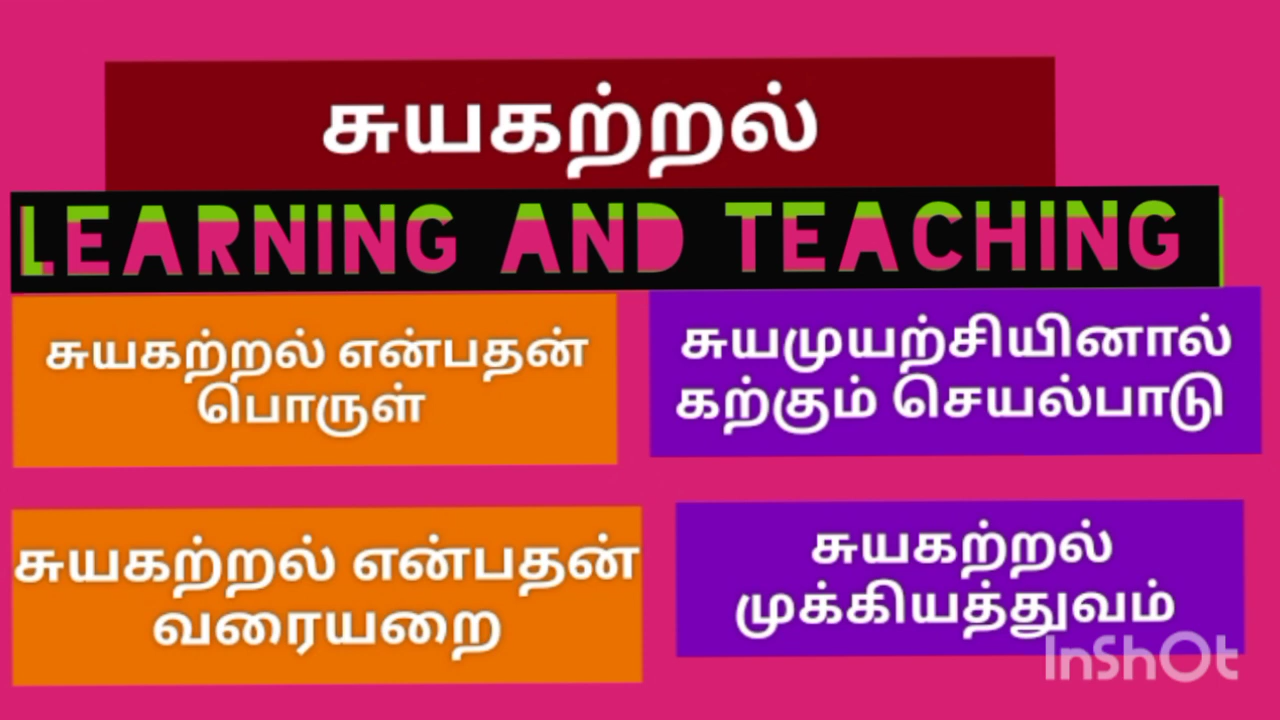 சுயகற்றல்
LEARNING AND TEACHING
சுயகற்றல் என்பதன்
பொருள்
சுயமுயற்சியினால்
கற்கும் செயல்பாடு
சுயகற்றல் என்பதன்
வரையறை
சுயகற்றல்
முக்கியத்துவம்
InShOt